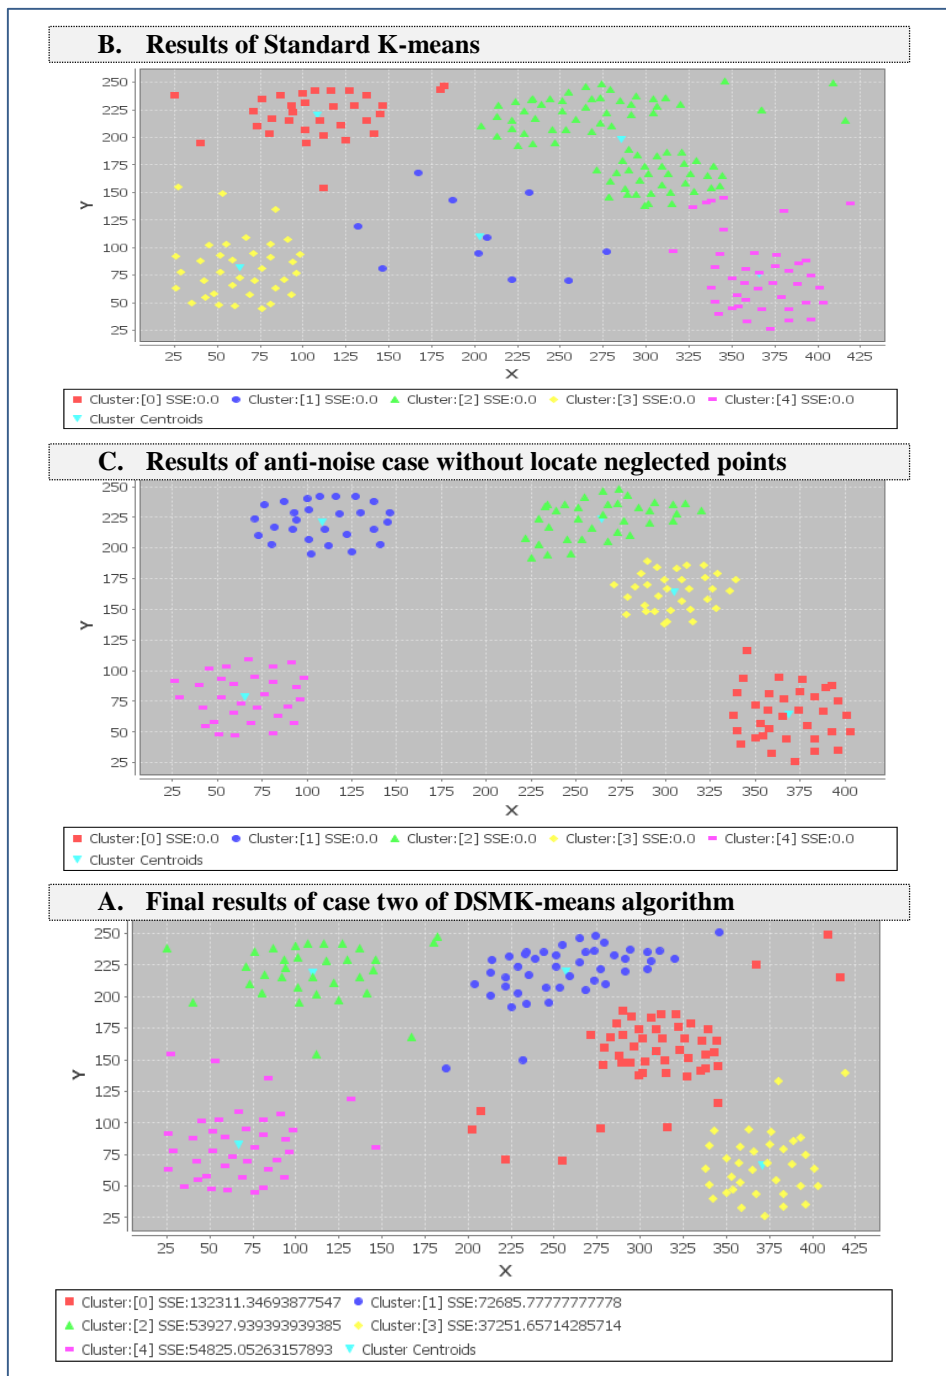 B. Results of Standard K-means
250
225
200
175
150
125
100
75
50
25
Y
25 50 75 100 125 150 175 200 225 250 275 300 325 350 375 400 425
X
Cluster:[0] SSE:0.0 Cluster:[1] SSE:0.0 Cluster:[2] SSE:0.0 Cluster:[3] SSE:0.0 Cluster:[4] SSE:0.0
Cluster Centroids
C. Results of anti-noise case without locate neglected points
250
225
200
175
150
125
100
75
50
25
Y
25 50 75 100 125 150 175 200 225 250 275 300 325 350 375 400
X
Cluster:[0] SSE:0.0 Cluster:[1] SSE:0.0 Cluster:[2] SSE:0.0 Cluster:[3] SSE:0.0 Cluster:[4] SSE:0.0
Cluster Centroids
A. Final results of case two of DSMK-means algorithm
250
225
200
175
150
125
100
75
50
25
Y
25 50 75 100 125 150 175 200 225 250 275 300 325 350 375 400 425
X
Cluster:[0] SSE:132311.34693877547 Cluster:[1] SSE:72685.77777777778
Cluster:[2] SSE:53927.939393939385 Cluster:[3] SSE:37251.65714285714
Cluster:[4] SSE:54825.05263157893 Cluster Centroids